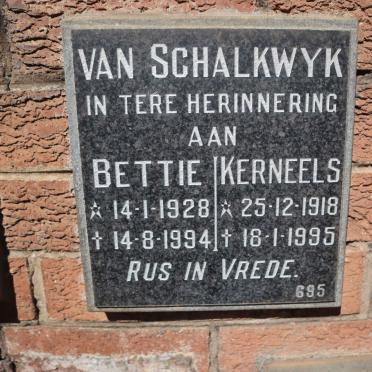 VAN SCHALKWYK
IN TERE HERINNERING
AAN
BETTIE KERNEELS
☆ 14-1-1928 ☆ 25-12-1918
† 14-8-1994 † 18-1-1995
RUS IN VREDE.
695